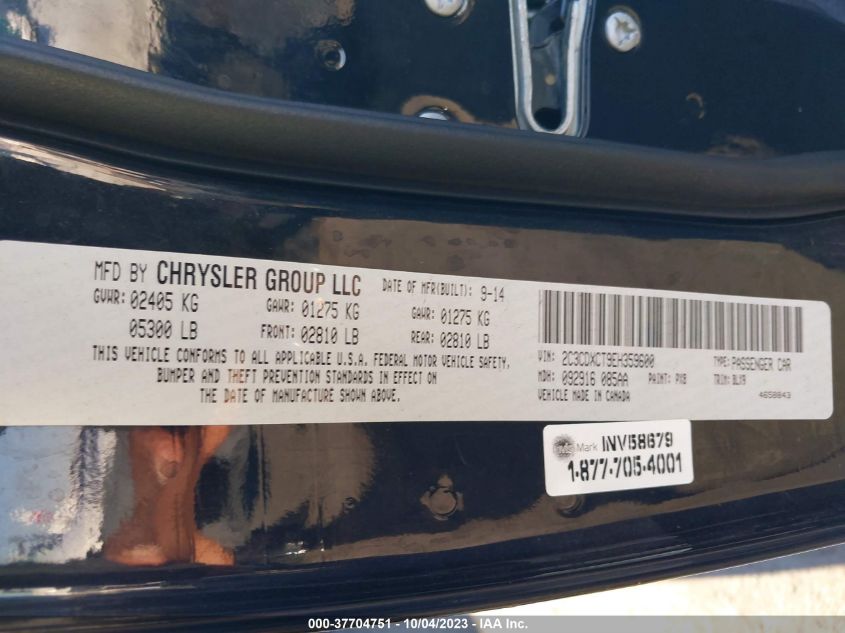 MFD BY CHRYSLER GROUP LLC DATE OF MFR(BUILT): 9-14
GVWR: 02405 KG GAWR: 01275 KG GAWR: 01275 KG
05300 LB FRONT: 02810 LB REAR: 02810 LB
THIS VEHICLE CONFORMS TO ALL APPLICABLE U.S.A. FEDERAL MOTOR VEHICLE SAFETY,
BUMPER AND THEFT PREVENTION STANDARDS IN EFFECT ON
THE DATE OF MANUFACTURE SHOWN ABOVE.
VIN: 2C3CDXCT9EH359600 TYPE: PASSENGER CAR
MDH: 092916 085AA PAINT: PX8 TRIM: BLX9
VEHICLE MADE IN CANADA 4658843
Mark INV58679
1-877-705-4001
000-37704751 - 10/04/2023 - IAA Inc.